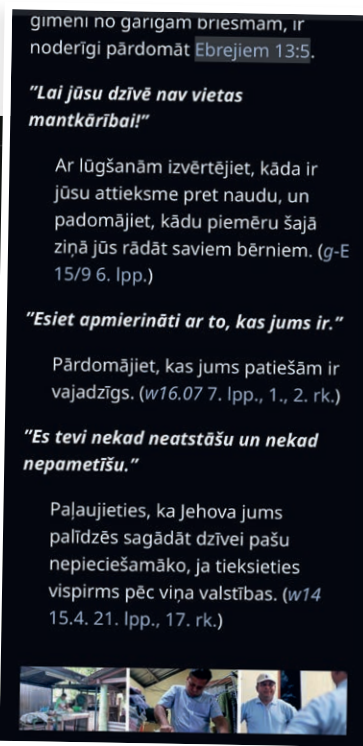 ģimeni no garīgām briesmām, ir
noderīgi pārdomāt Ebrejiem 13:5.
”Lai jūsu dzīvē nav vietas
mantkārībai!”
Ar lūgšanām izvērtējiet, kāda ir
jūsu attieksme pret naudu, un
padomājiet, kādu piemēru šajā
ziņā jūs rādāt saviem bērniem. (g-E
15/9 6. lpp.)
”Esiet apmierināti ar to, kas jums ir.”
Pārdomājiet, kas jums patiešām ir
vajadzīgs. (w16.07 7. lpp., 1., 2. rk.)
”Es tevi nekad neatstāšu un nekad
nepametīšu.”
Paļaujieties, ka Jehova jums
palīdzēs sagādāt dzīvei pašu
nepieciešamāko, ja tieksieties
vispirms pēc viņa valstības. (w14
15.4. 21. lpp., 17. rk.)